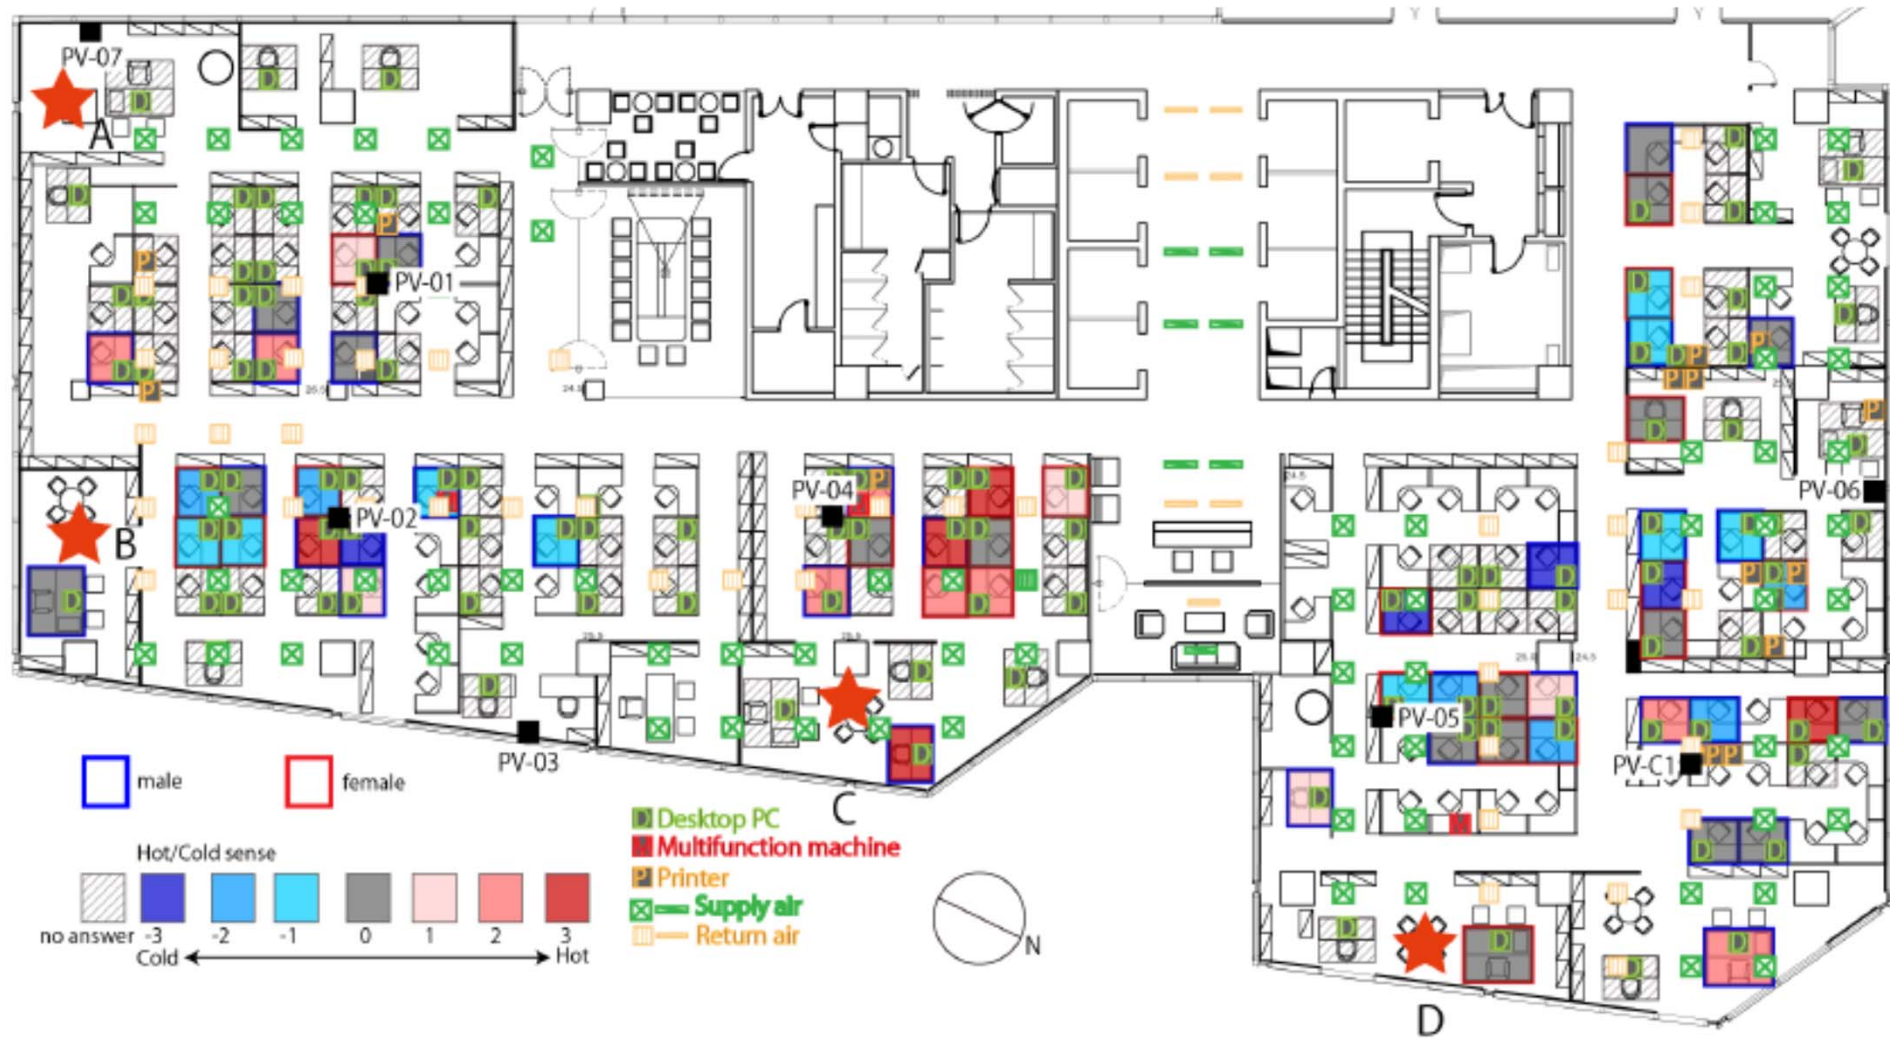 PV-07
A
PV-01
PV-04
PV-02
B
PV-06
PV-05
PV-C1
PV-03
C
D
male
female
Hot/Cold sense
no answer -3 -2 -1 0 1 2 3
Cold Hot
D Desktop PC
M Multifunction machine
P Printer
Supply air
Return air
N
24.5